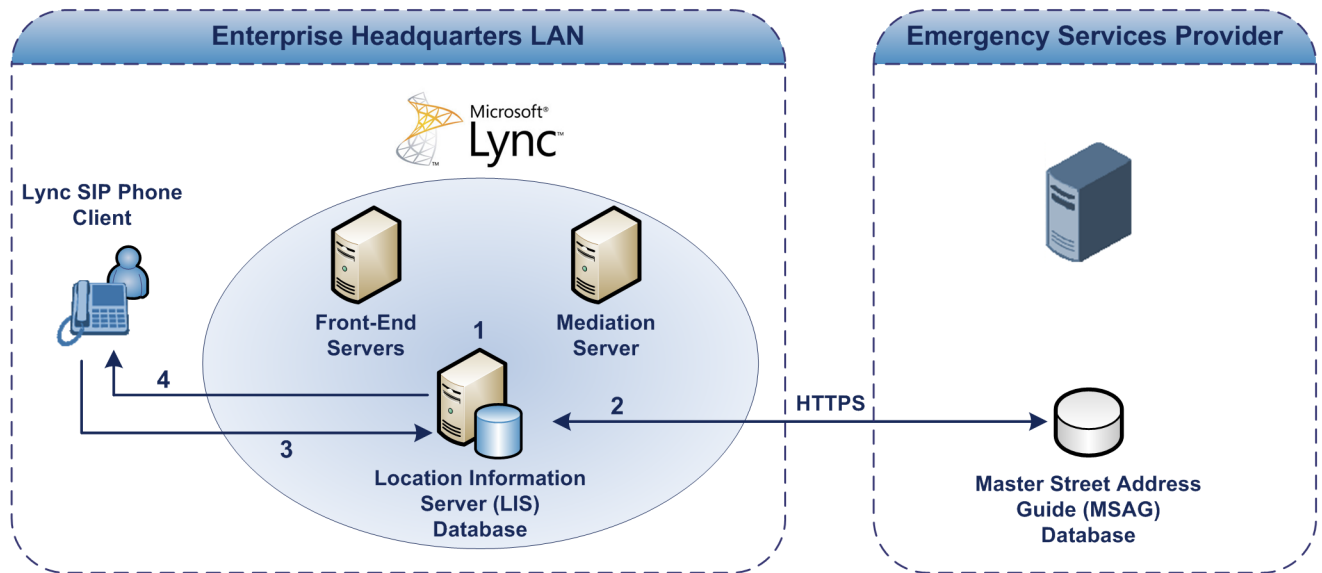 Enterprise Headquarters LAN
Emergency Services Provider
Microsoft®
Lync™
™
Lync SIP Phone
Client
Front-End
Servers
Mediation
Server
1
4
3
2
HTTPS
Location Information
Server (LIS)
Database
Master Street Address
Guide (MSAG)
Database